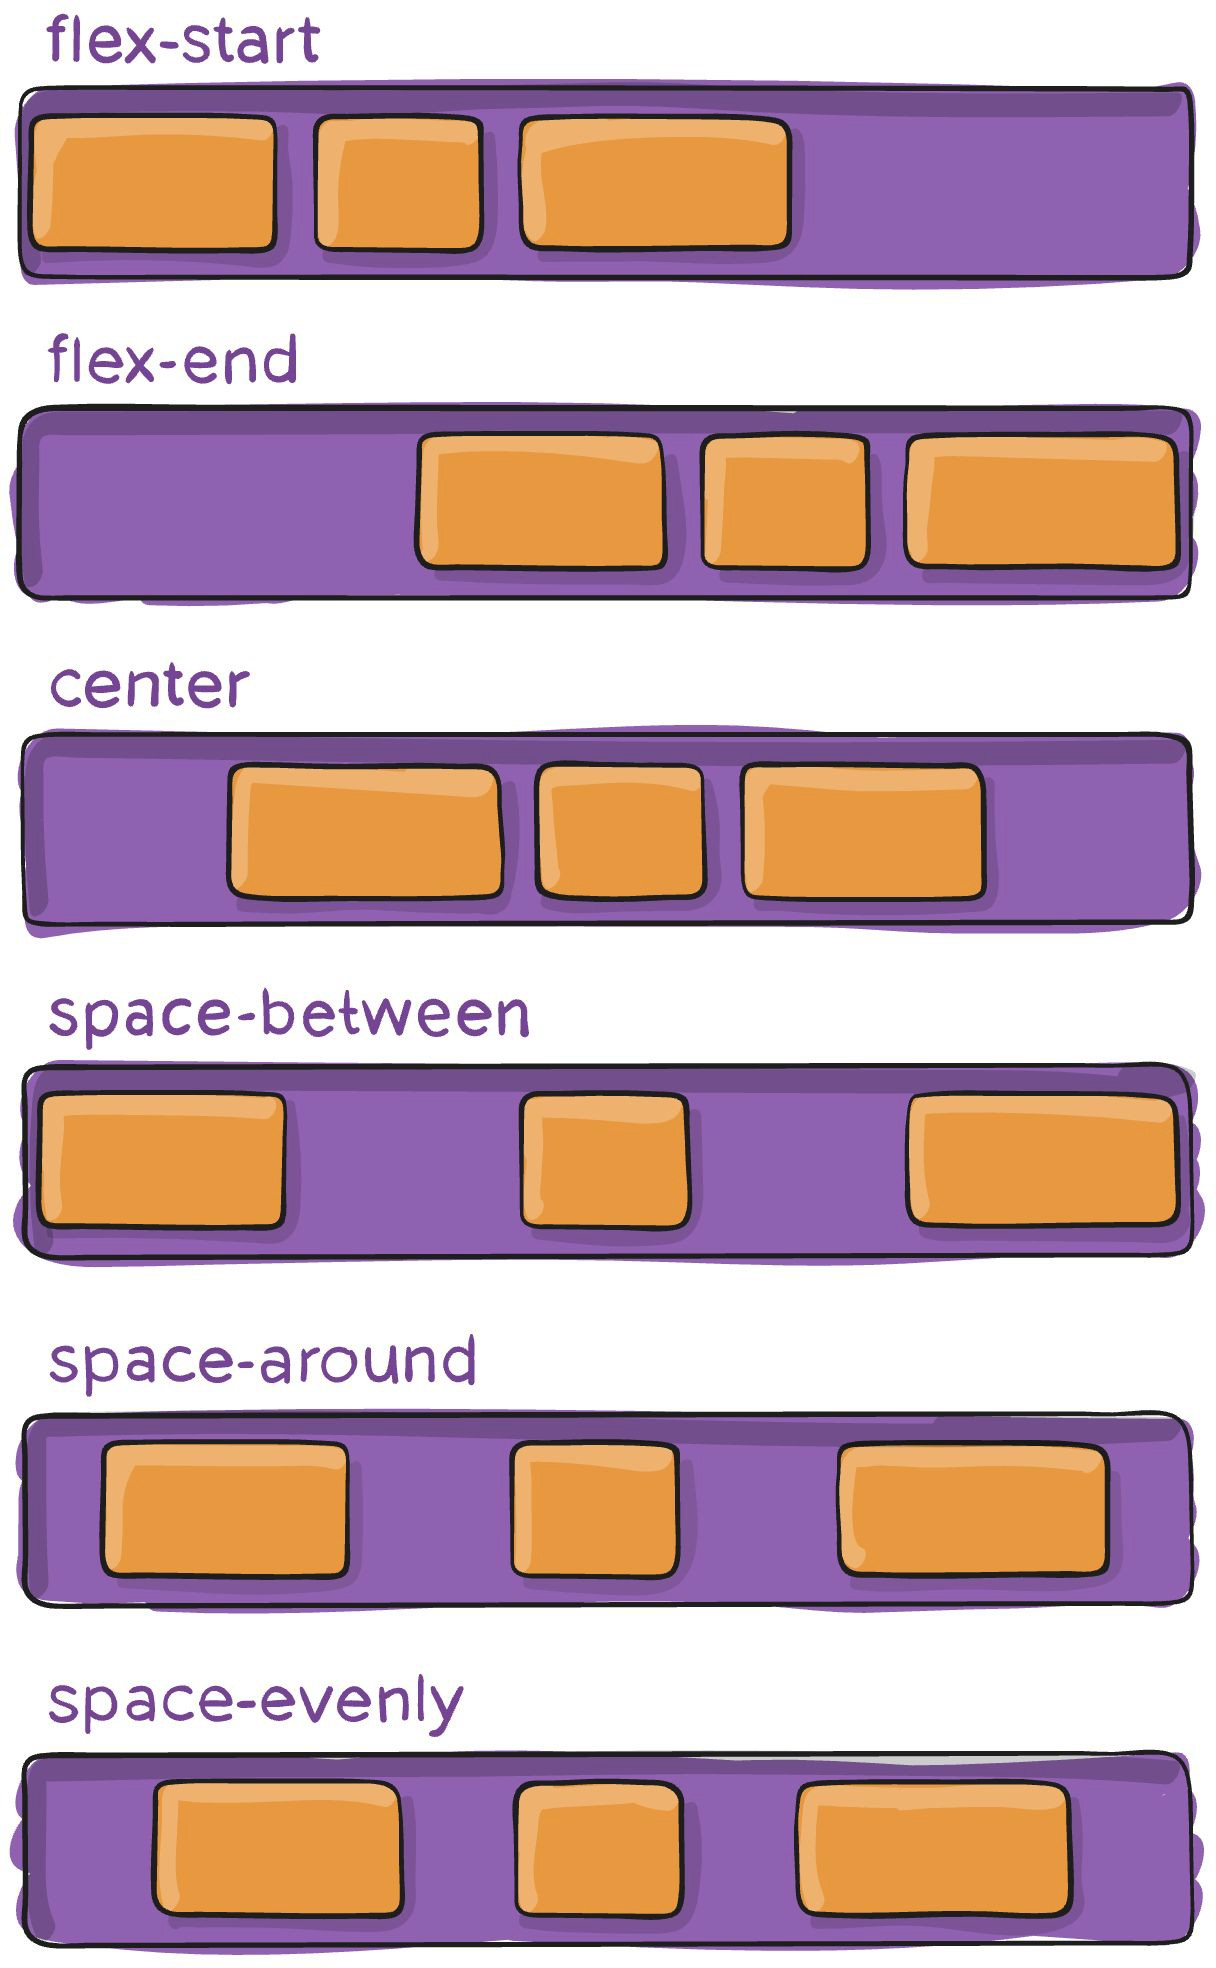 flex-start
flex-end
center
space-between
space-around
space-evenly